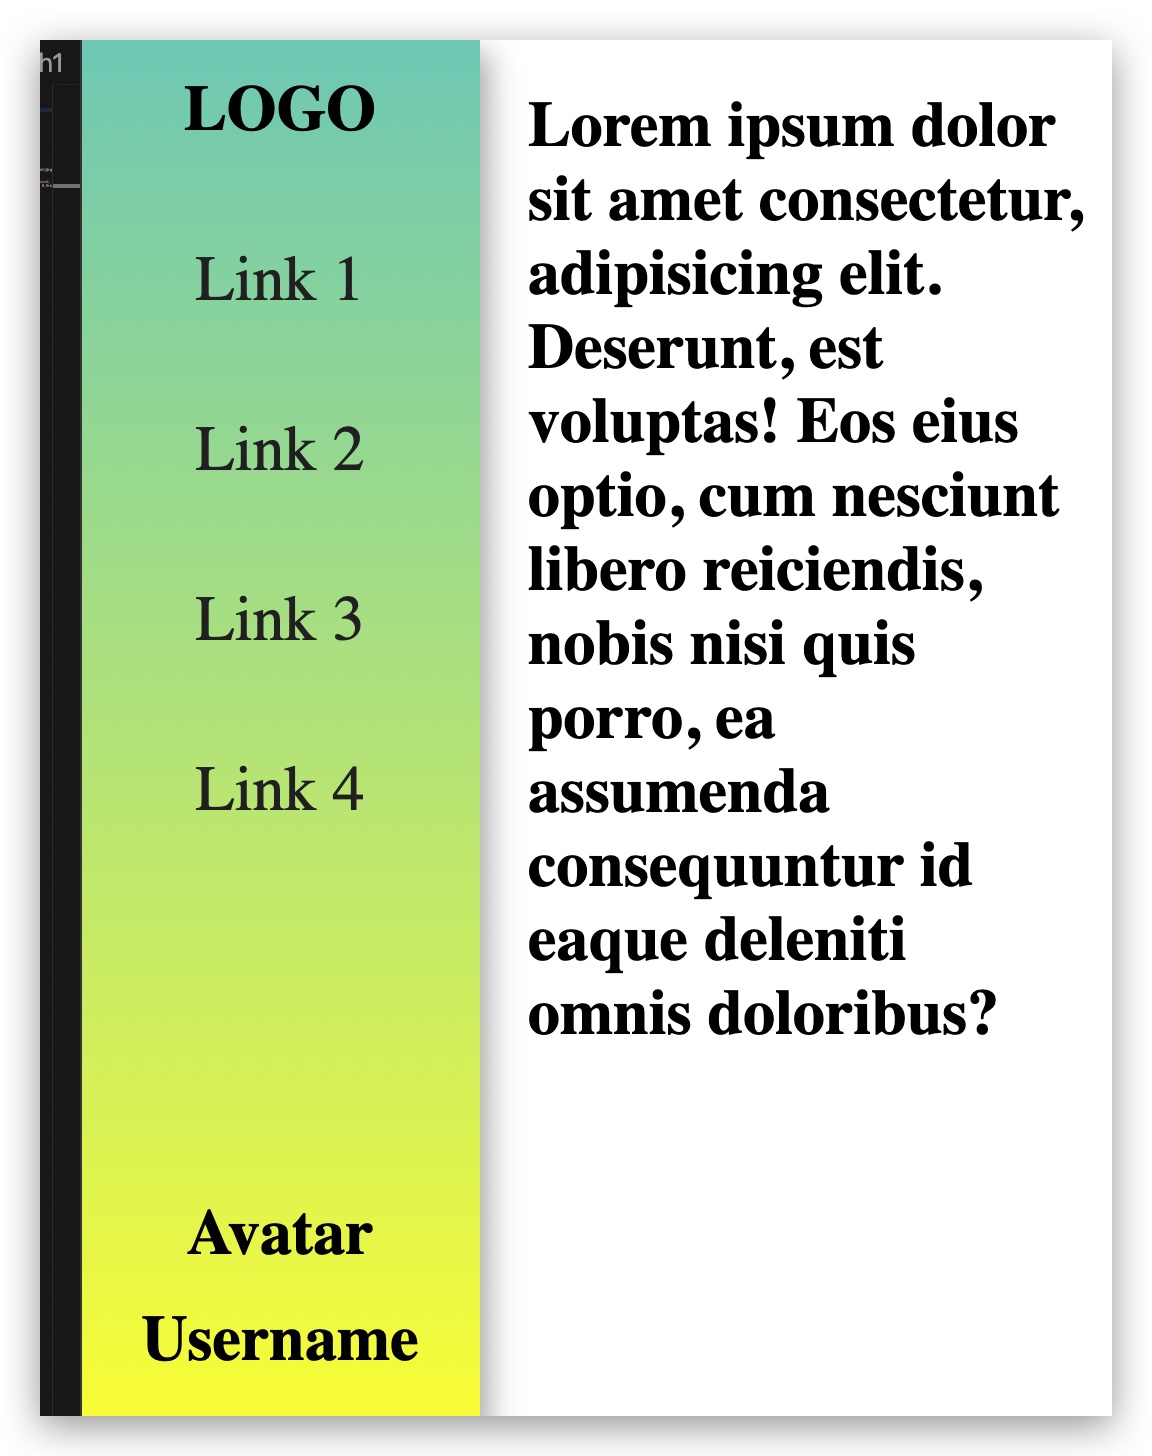 h1
LOGO
Link 1
Link 2
Link 3
Link 4
Avatar
Username
Lorem ipsum dolor
sit amet consectetur,
adipisicing elit.
Deserunt, est
voluptas! Eos eius
optio, cum nesciunt
libero reiciendis,
nobis nisi quis
porro, ea
assumenda
consequuntur id
eaque deleniti
omnis doloribus?